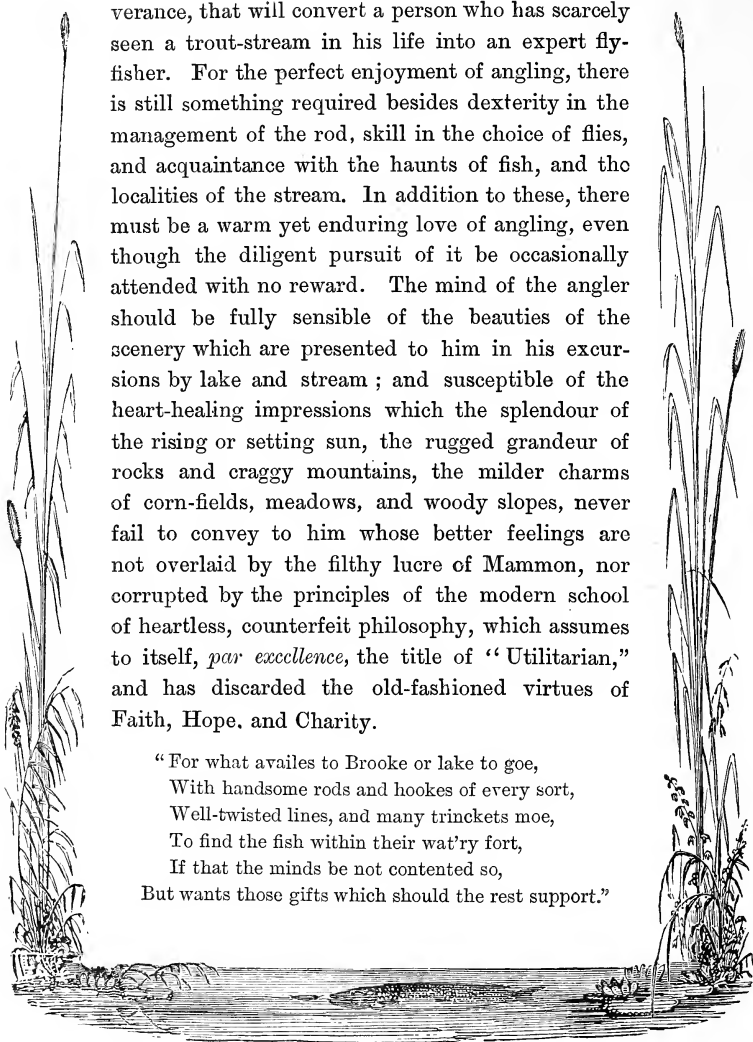 verance, that will convert a person who has scarcely
seen a trout-stream in his life into an expert fly-
fisher. For the perfect enjoyment of angling, there
is still something required besides dexterity in the
management of the rod, skill in the choice of flies,
and acquaintance with the haunts of fish, and the
localities of the stream. In addition to these, there
must be a warm yet enduring love of angling, even
though the diligent pursuit of it be occasionally
attended with no reward. The mind of the angler
should be fully sensible of the beauties of the
scenery which are presented to him in his excur-
sions by lake and stream ; and susceptible of the
heart-healing impressions which the splendour of
the rising or setting sun, the rugged grandeur of
rocks and craggy mountains, the milder charms
of corn-fields, meadows, and woody slopes, never
fail to convey to him whose better feelings are
not overlaid by the filthy lucre of Mammon, nor
corrupted by the principles of the modern school
of heartless, counterfeit philosophy, which assumes
to itself, par excellence, the title of “ Utilitarian,”
and has discarded the old-fashioned virtues of
Faith, Hope, and Charity.
“ For what availes to Brooke or lake to goe,
With handsome rods and hookes of every sort,
Well-twisted lines, and many trinckets moe,
To find the fish within their wat’ry fort,
If that the minds be not contented so,
But wants those gifts which should the rest support.”